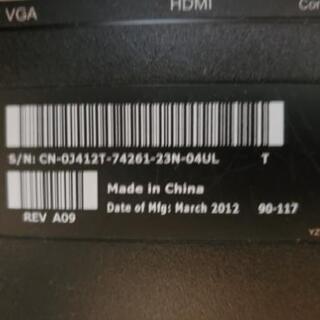 VGA HDMI
S/N: CN-0J412T-74261-23N-04UL T
Made in China
Date of Mfg: March 2012 90-117
REV A09
YZ